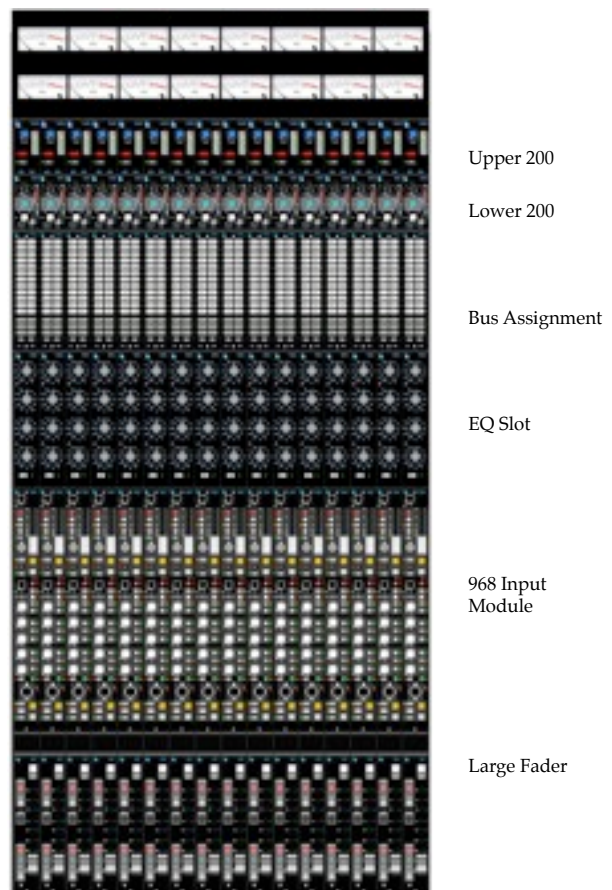 Upper 200
Lower 200
Bus Assignment
EQ Slot
968 Input
Module
Large Fader